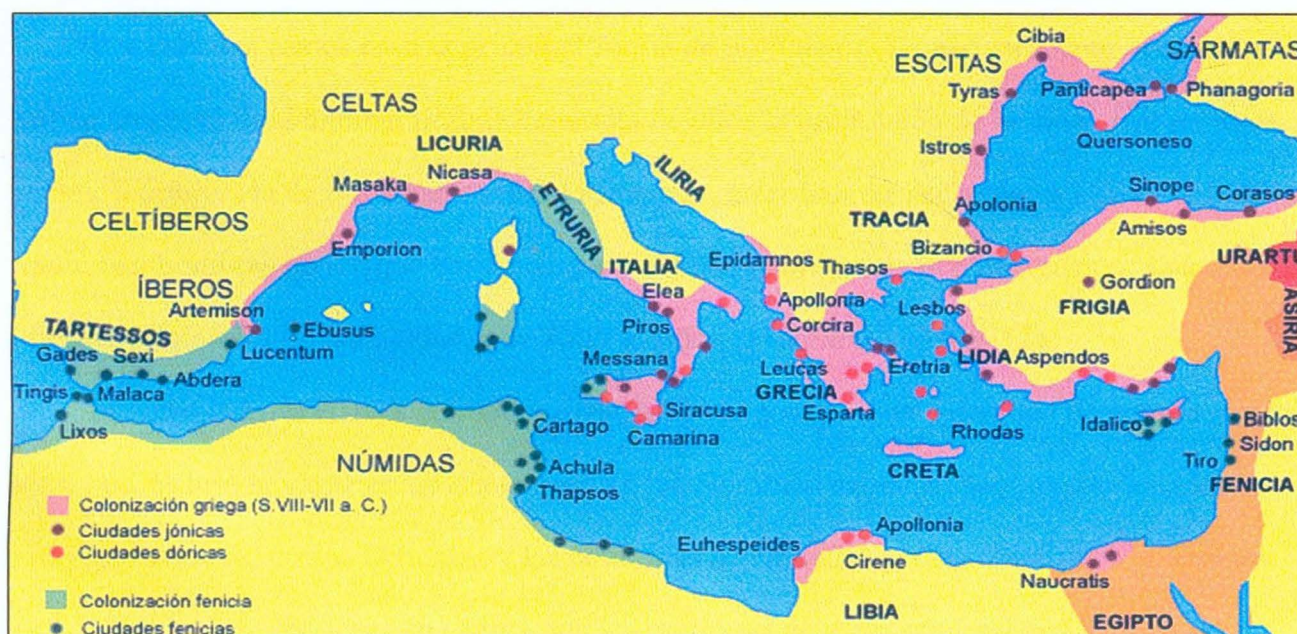 Cibia
SÁRMATAS
ESCITAS
Tyras
Panticapea
Phanagoria
CELTAS
LICURIA
Quersoneso
Istros
ILIRIA
Nicasa
Masaka
ETRURIA
Sinope
Corasos
CELTÍBEROS
Apolonia
TRACIA
Amisos
Emporion
Bizancio
Epidamnos
Thasos
URARTU
ITALIA
ÍBEROS
Elea
Gordion
Artemison
Apollonia
Lesbos
FRIGIA
ASIRIA
TARTESSOS
Ebusus
Piros
Corcira
Gades
Sexi
Lucentum
Messana
Eretria
LIDIA
Aspendos
Leucas
Abdera
Tingis
Malaca
GRECIA
Siracusa
Esparta
Lixos
Cartago
Rhodas
Idalico
Biblos
Camarina
Sidon
NÚMIDAS
Achula
CRETA
Tiro
Thapsos
FENICIA
Colonización griega (S.VIII-VII a. C.)
Ciudades jónicas
Ciudades dóricas
Apollonia
Euhespeides
Cirene
Naucratis
Colonización fenicia
LIBIA
EGIPTO
Ciudades fenicias